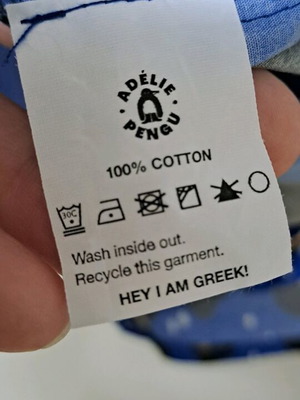 ADÉLIE
PENGU
100% COTTON
30C
Wash inside out.
Recycle this garment.
HEY I AM GREEK!